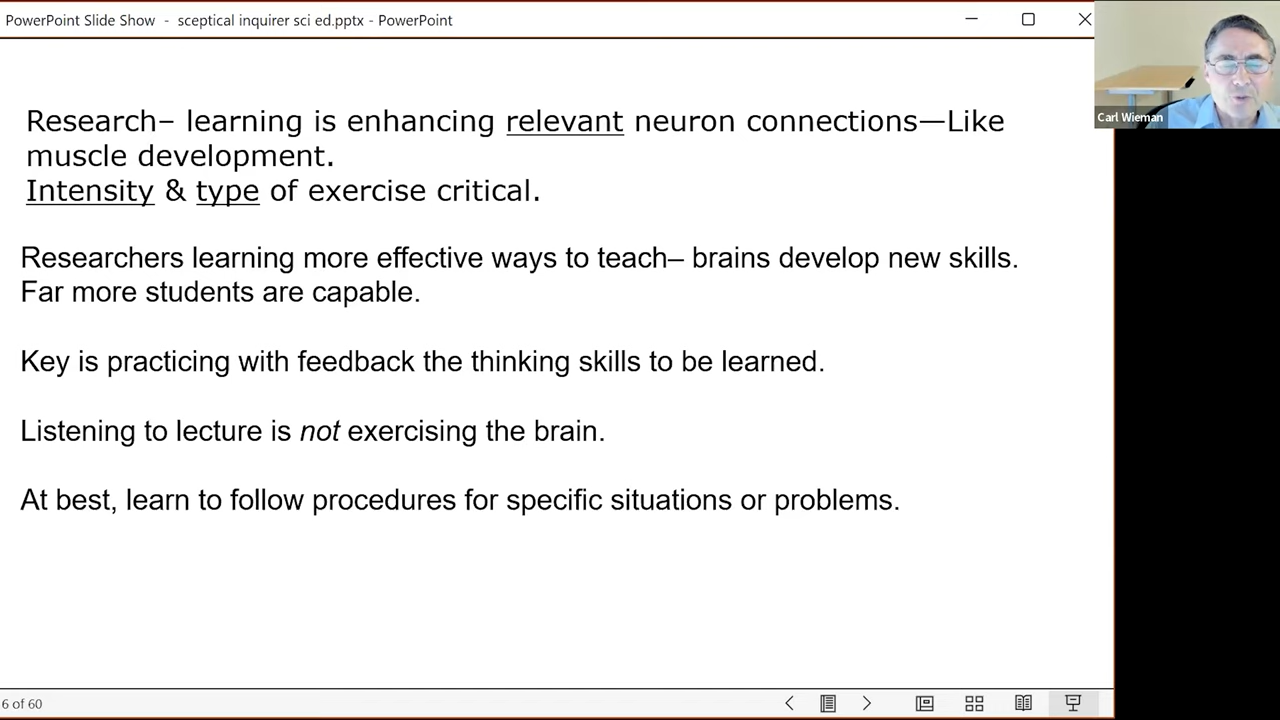 PowerPoint Slide Show - sceptical inquirer sci ed.pptx - PowerPoint
Carl Wieman
Research– learning is enhancing relevant neuron connections—Like
muscle development.
Intensity & type of exercise critical.
Researchers learning more effective ways to teach– brains develop new skills.
Far more students are capable.
Key is practicing with feedback the thinking skills to be learned.
Listening to lecture is not exercising the brain.
At best, learn to follow procedures for specific situations or problems.
6 of 60